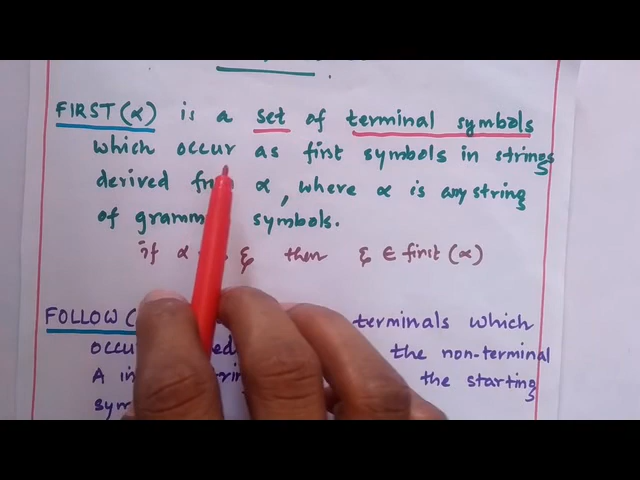 FIRST(α) is a set of terminal symbols
which occur as first symbols in strings
derived α, where α is any string
of symbols.
if α ξ then ξ ∈ first(α)
FOLLOW( terminals which
the non-terminal
A in the starting